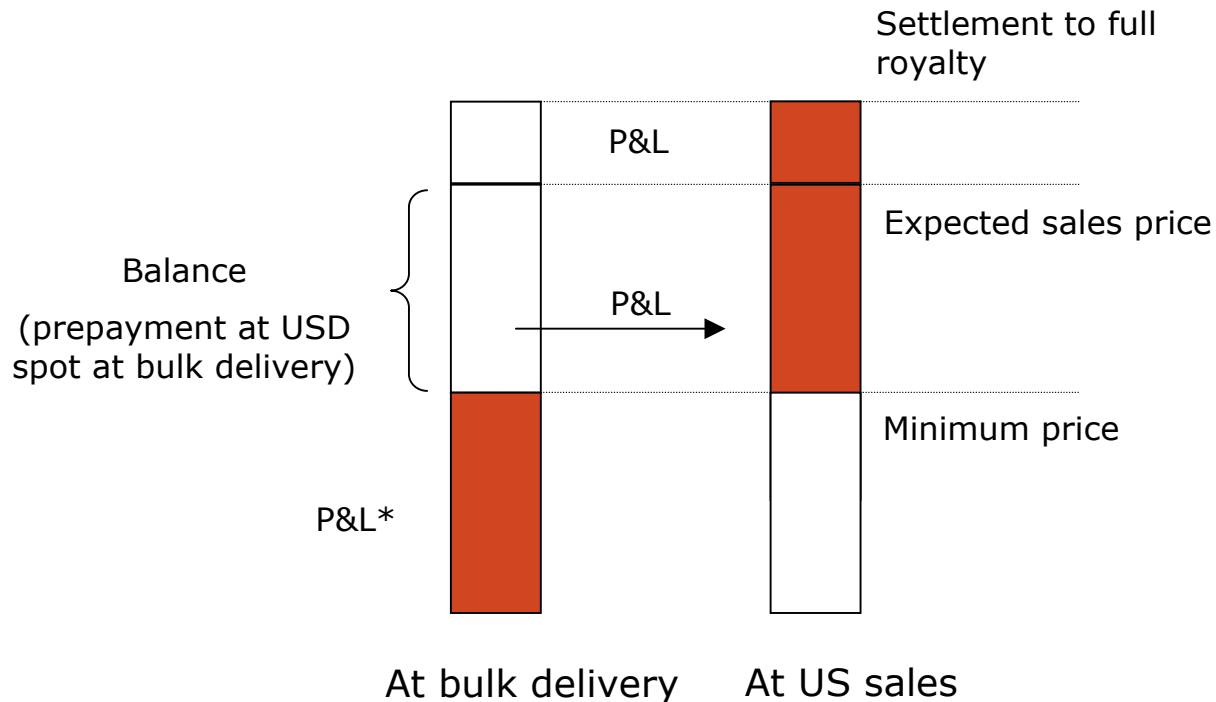 Settlement to full
royalty
P&L
Expected sales price
Balance
(prepayment at USD
spot at bulk delivery)
P&L
Minimum price
P&L*
At bulk delivery
At US sales